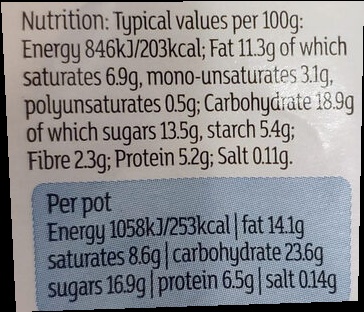 Nutrition: Typical values per 100g:
Energy 846kJ/203kcal; Fat 11.3g of which
saturates 6.9g, mono-unsaturates 3.1g,
polyunsaturates 0.5g; Carbohydrate 18.9g
of which sugars 13.5g, starch 5.4g;
Fibre 2.3g; Protein 5.2g; Salt 0.11g.
Per pot
Energy 1058kJ/253kcal | fat 14.1g
saturates 8.6g | carbohydrate 23.6g
sugars 16.9g | protein 6.5g | salt 0.14g